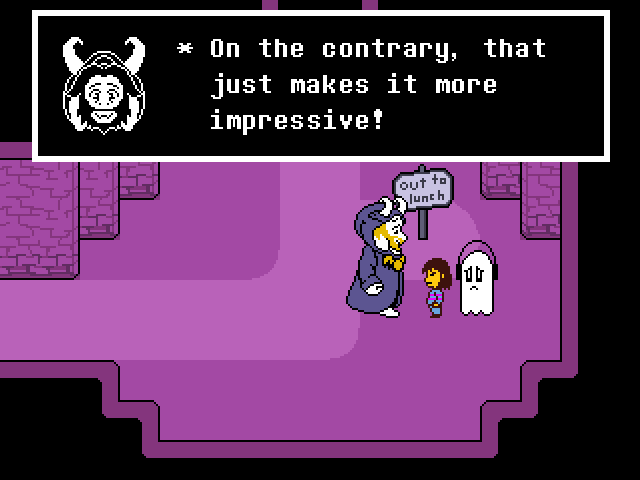 * On the contrary, that
just makes it more
impressive!
out to
lunch